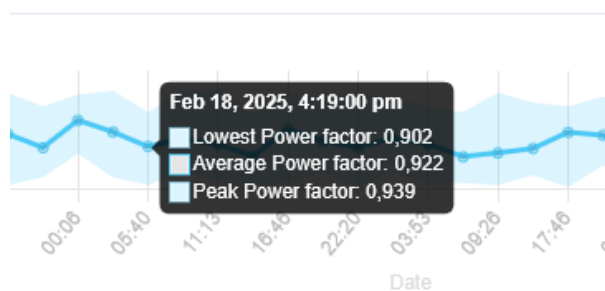 Feb 18, 2025, 4:19:00 pm
Lowest Power factor: 0,902
Average Power factor: 0,922
Peak Power factor: 0,939
00:06
05:40
11:13
16:46
22:20
03:53
09:26
17:46
Date